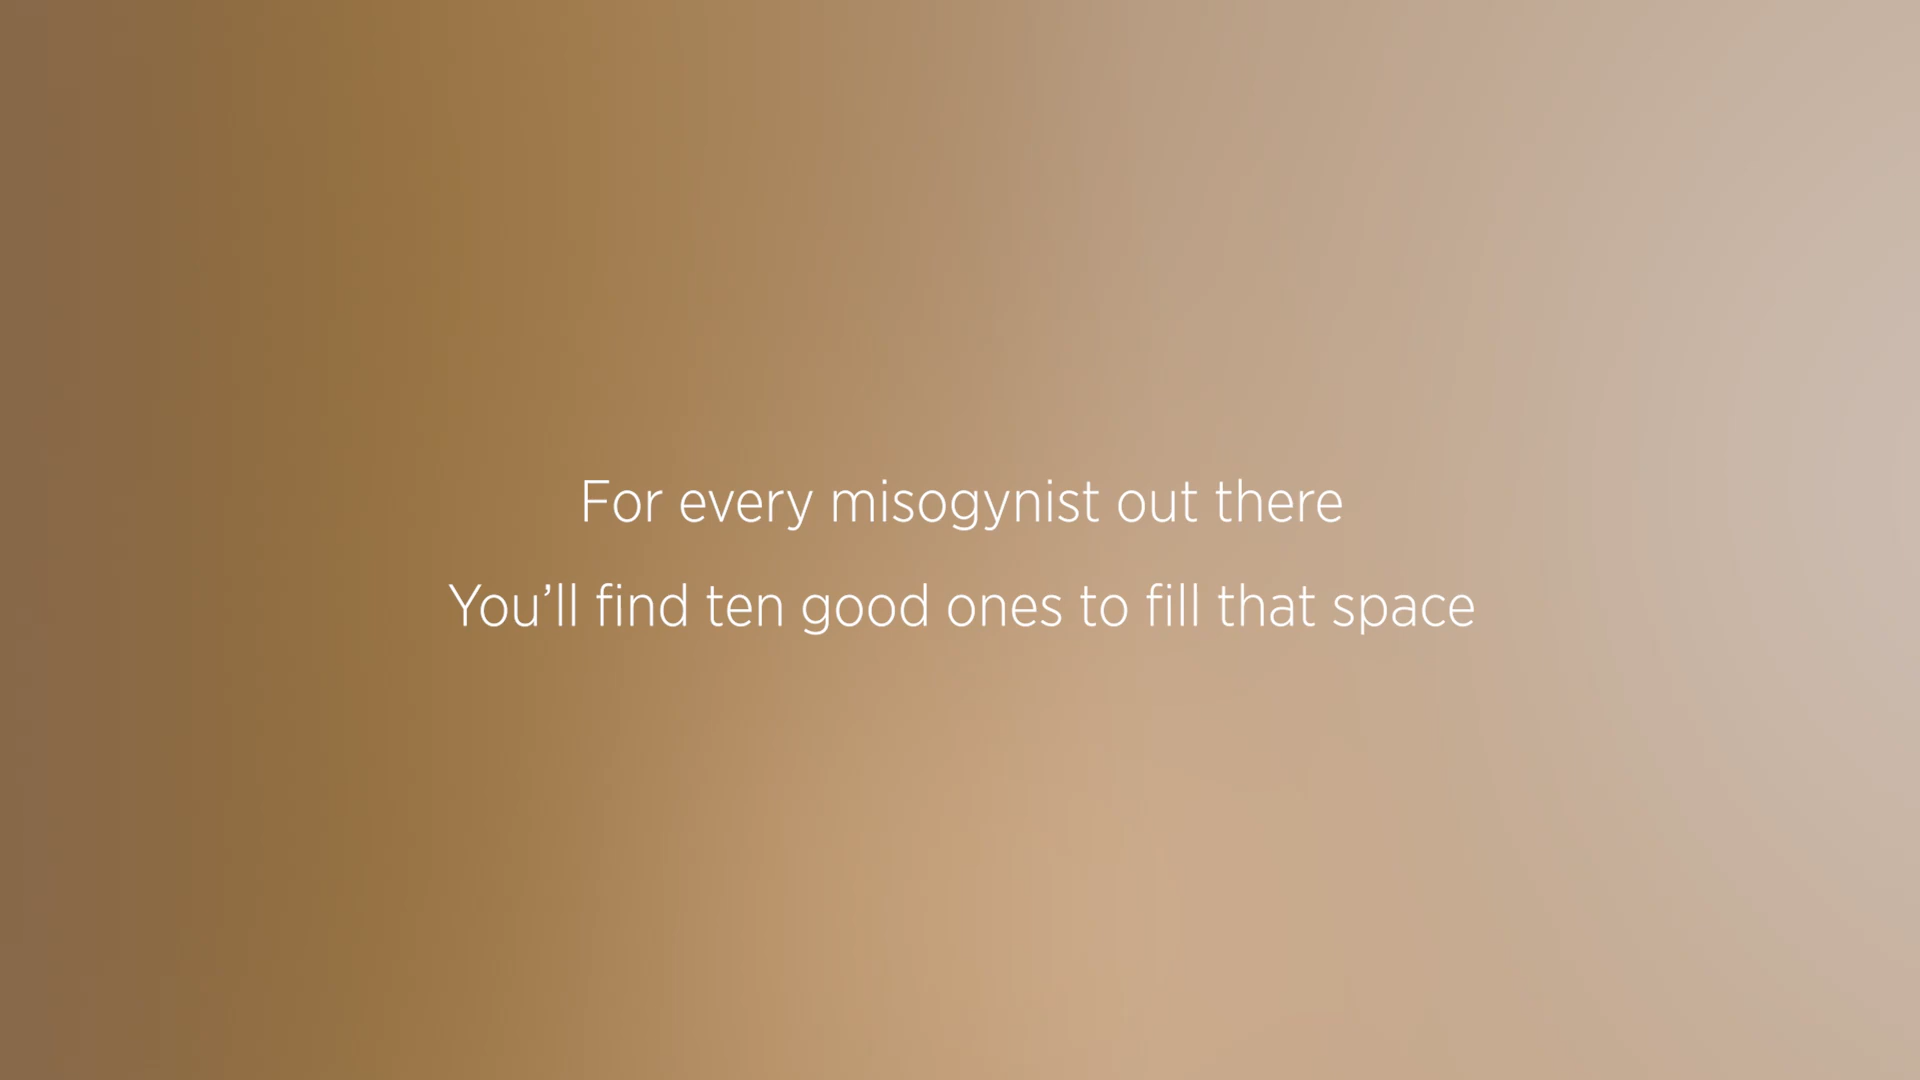 For every misogynist out there
You’ll find ten good ones to fill that space